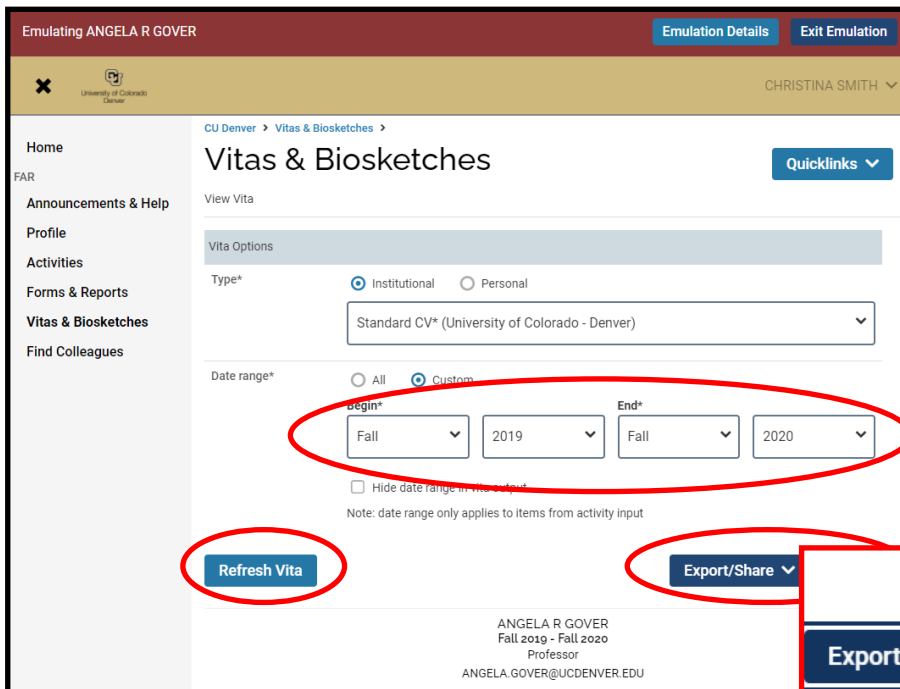 Emulating ANGELA R GOVER Emulation Details Exit Emulation
University of Colorado
Denver
CHRISTINA SMITH
Home
FAR
Announcements & Help
Profile
Activities
Forms & Reports
Vitas & Biosketches
Find Colleagues
CU Denver > Vitas & Biosketches >
Vitas & Biosketches
Quicklinks
View Vita
Vita Options
Type* Institutional Personal
Standard CV* (University of Colorado - Denver)
Date range* All Custom
Begin* End*
Fall 2019 Fall 2020
Hide date range in vita output
Note: date range only applies to items from activity input
Refresh Vita Export/Share
Export
ANGELA R GOVER
Fall 2019 - Fall 2020
Professor
ANGELA.GOVER@UCDENVER.EDU